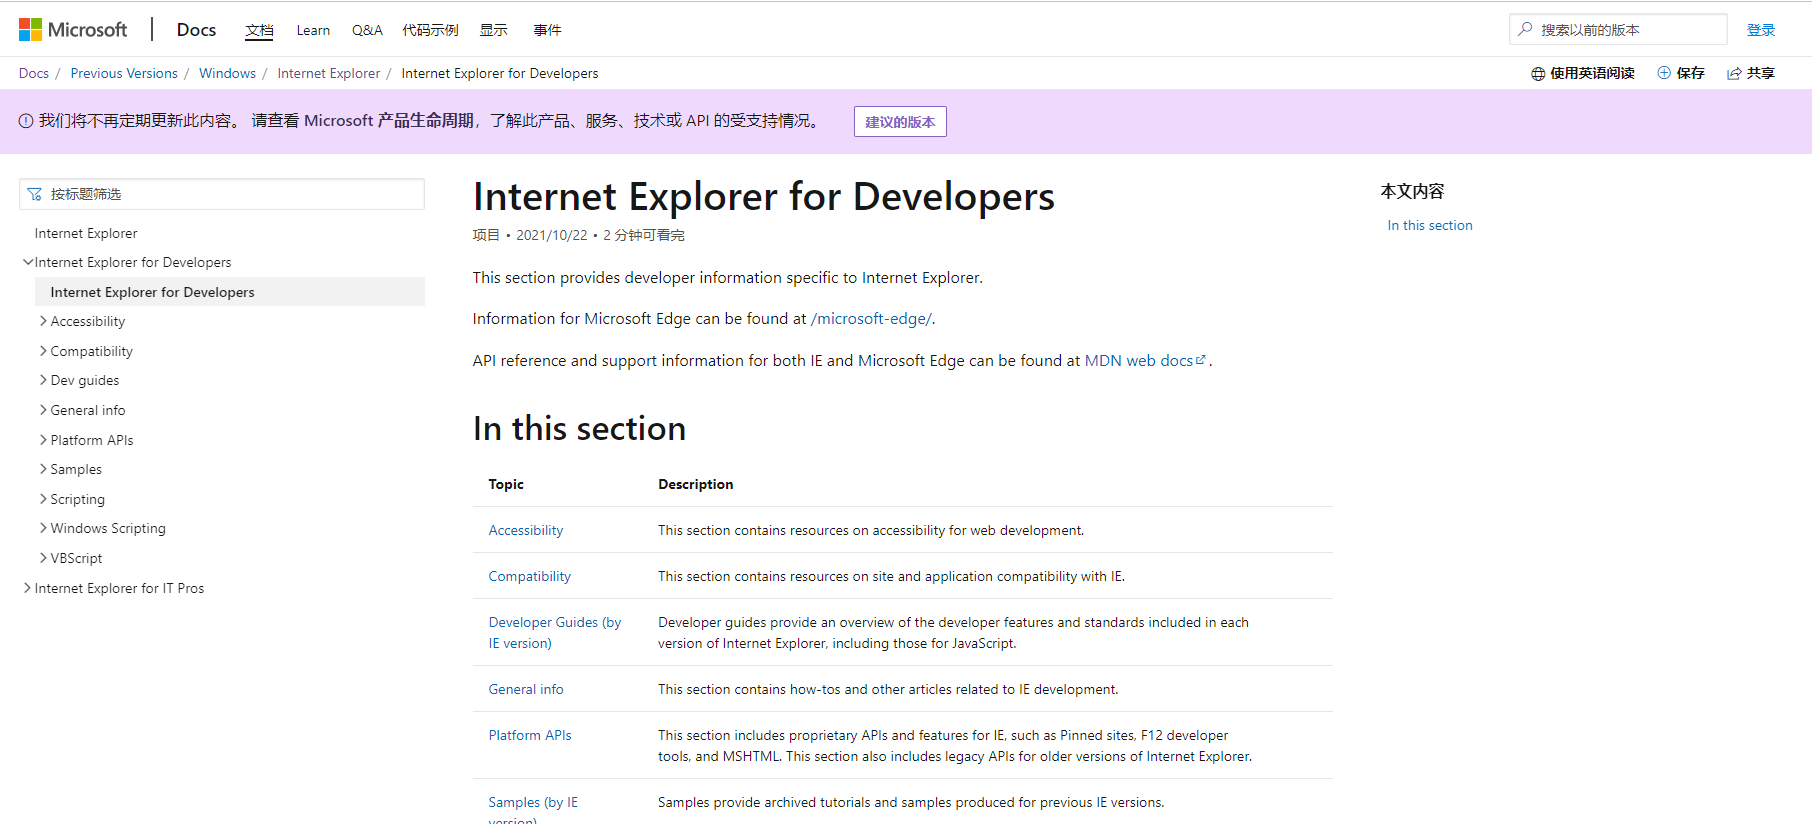 Microsoft Docs 文档 Learn Q&A 代码示例 显示 事件 搜索以前的版本 登录
Docs / Previous Versions / Windows / Internet Explorer / Internet Explorer for Developers 使用英语阅读 保存 共享
我们将不再定期更新此内容。 请查看 Microsoft 产品生命周期，了解此产品、服务、技术或 API 的受支持情况。 建议的版本
按标题筛选
Internet Explorer
Internet Explorer for Developers
Internet Explorer for Developers
Accessibility
Compatibility
Dev guides
General info
Platform APIs
Samples
Scripting
Windows Scripting
VBScript
Internet Explorer for IT Pros
Internet Explorer for Developers
项目 • 2021/10/22 • 2 分钟可看完
This section provides developer information specific to Internet Explorer.
Information for Microsoft Edge can be found at /microsoft-edge/.
API reference and support information for both IE and Microsoft Edge can be found at MDN web docs .
In this section
Topic Description
Accessibility This section contains resources on accessibility for web development.
Compatibility This section contains resources on site and application compatibility with IE.
Developer Guides (by
IE version)
Developer guides provide an overview of the developer features and standards included in each
version of Internet Explorer, including those for JavaScript.
General info This section contains how-tos and other articles related to IE development.
Platform APIs This section includes proprietary APIs and features for IE, such as Pinned sites, F12 developer
tools, and MSHTML. This section also includes legacy APIs for older versions of Internet Explorer.
Samples (by IE
version)
Samples provide archived tutorials and samples produced for previous IE versions.
本文内容
In this section